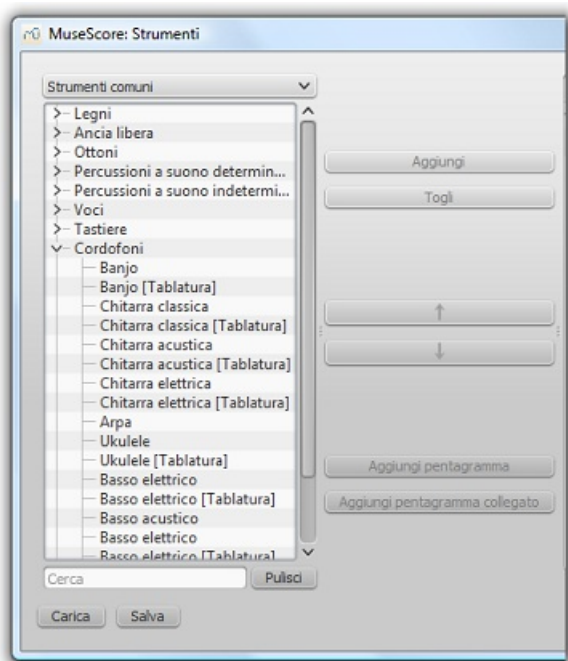 MuseScore: Strumenti
Strumenti comuni
Legni
Ancia libera
Ottoni
Percussioni a suono determin...
Percussioni a suono indetermi...
Voci
Tastiere
Cordofoni
Banjo
Banjo [Tablatura]
Chitarra classica
Chitarra classica [Tablatura]
Chitarra acustica
Chitarra acustica [Tablatura]
Chitarra elettrica
Chitarra elettrica [Tablatura]
Arpa
Ukulele
Ukulele [Tablatura]
Basso elettrico
Basso elettrico [Tablatura]
Basso acustico
Basso elettrico
Basso elettrico [Tablatura]
Cerca
Pulisci
Carica
Salva
Aggiungi
Togli
↑
↓
Aggiungi pentagramma
Aggiungi pentagramma collegato